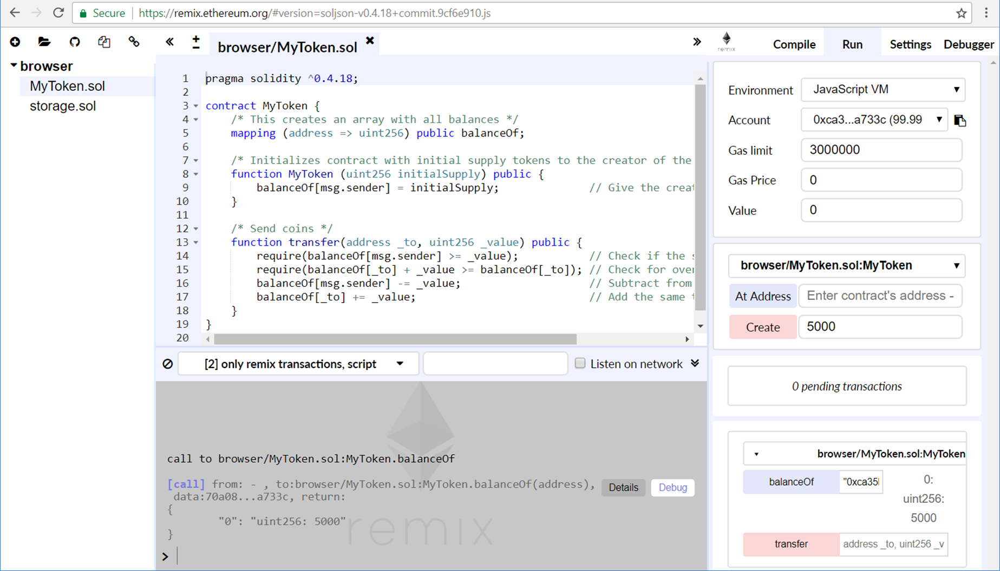 Secure
https://remix.ethereum.org/#version=soljson-v0.4.18+commit.9cf6e910.js
browser/MyToken.sol
remix
Compile
Run
Settings
Debugger
browser
MyToken.sol
storage.sol
1 pragma solidity ^0.4.18;
2
3 contract MyToken {
4 /* This creates an array with all balances */
5 mapping (address => uint256) public balanceOf;
6
7 /* Initializes contract with initial supply tokens to the creator of the
8 function MyToken (uint256 initialSupply) public {
9 balanceOf[msg.sender] = initialSupply; // Give the creat
10 }
11
12 /* Send coins */
13 function transfer(address _to, uint256 _value) public {
14 require(balanceOf[msg.sender] >= _value); // Check if the s
15 require(balanceOf[_to] + _value >= balanceOf[_to]); // Check for over
16 balanceOf[msg.sender] -= _value; // Subtract from
17 balanceOf[_to] += _value; // Add the same t
18 }
19 }
20
[2] only remix transactions, script
Listen on network
call to browser/MyToken.sol:MyToken.balanceOf
[call] from: - , to:browser/MyToken.sol:MyToken.balanceOf(address),
data:70a08...a733c, return:
{
"0": "uint256: 5000"
}
Details
Debug
remix
>
Environment JavaScript VM
Account 0xca3...a733c (99.99
Gas limit 3000000
Gas Price 0
Value 0
browser/MyToken.sol:MyToken
At Address Enter contract's address -
Create 5000
0 pending transactions
browser/MyToken.sol:MyToken
balanceOf "0xca35 0:
uint256:
5000
transfer address _to, uint256 _v